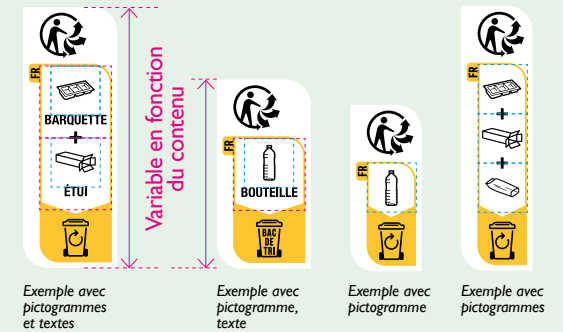 FR
BARQUETTE
+
ÉTUI
Variable en fonction
du contenu
FR
BOUTEILLE
BAC
DE
TRI
FR
FR
+
+
Exemple avec
pictogrammes
et textes
Exemple avec
pictogramme,
texte
Exemple avec
pictogramme
Exemple avec
pictogrammes